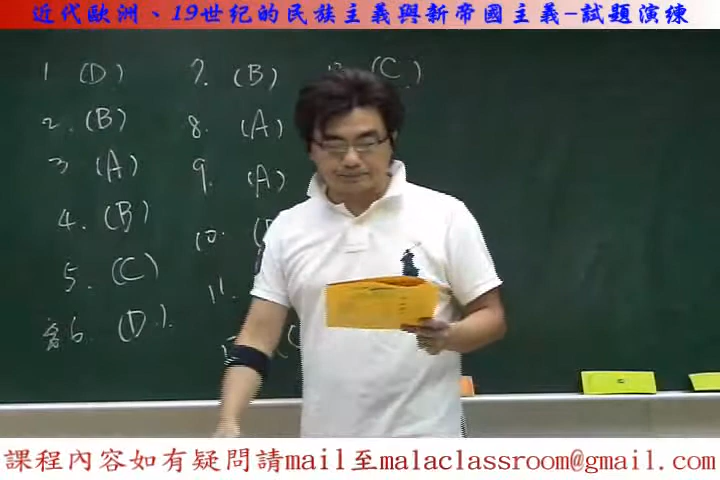 近代歐洲、19世紀的民族主義與新帝國主義-試題演練
1 (D)
2. (B)
3 (A)
4. (B)
5. (C)
6. (D).
7. (B)
8. (A)
9. (A)
10.
11.
(C)
課程內容如有疑問請mail至malaclassroom@gmail.com